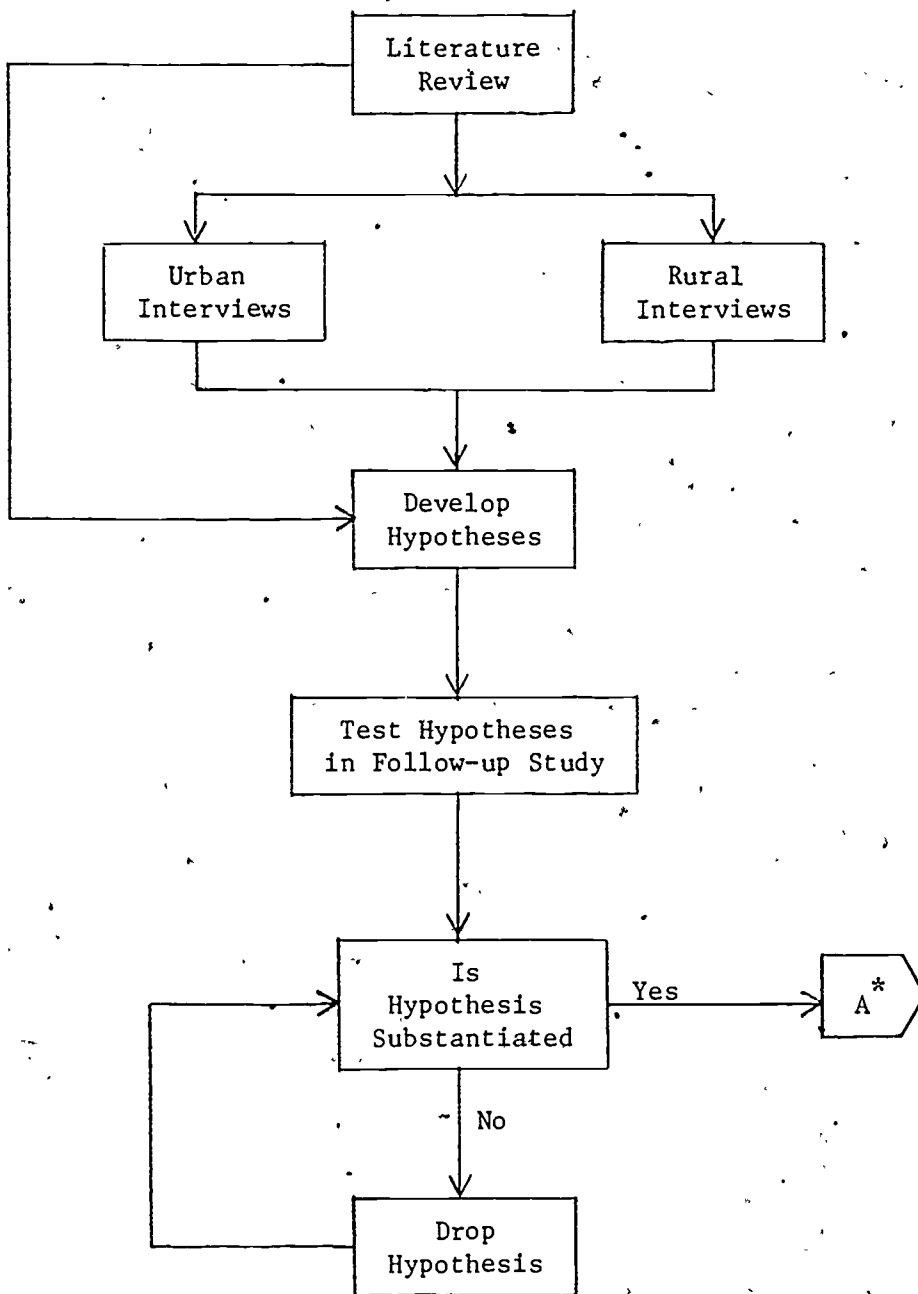 Literature
Review
Urban
Interviews
Rural
Interviews
Develop
Hypotheses
Test Hypotheses
in Follow-up Study
Is
Hypothesis
Substantiated
Yes
A*
No
Drop
Hypothesis